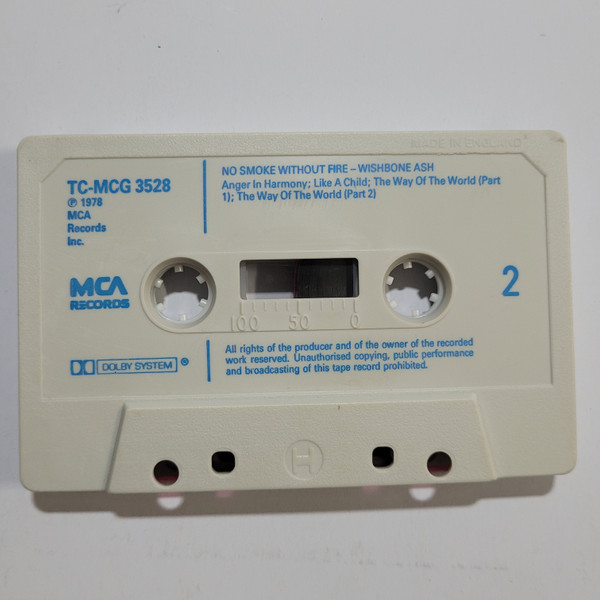 MADE IN ENGLAND
TC-MCG 3528
℗ 1978
MCA
Records
Inc.
NO SMOKE WITHOUT FIRE – WISHBONE ASH
Anger In Harmony; Like A Child; The Way Of The World (Part
1); The Way Of The World (Part 2)
MCA
RECORDS
2
100 50 0
DOLBY SYSTEM ®
All rights of the producer and of the owner of the recorded
work reserved. Unauthorised copying, public performance
and broadcasting of this tape record prohibited.
H